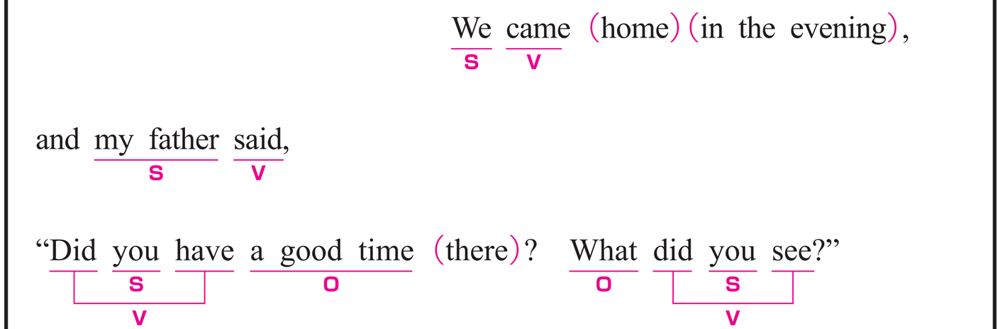 We came (home) (in the evening),
S V
and my father said,
S V
“Did you have a good time (there)? What did you see?”
S O O S
V V